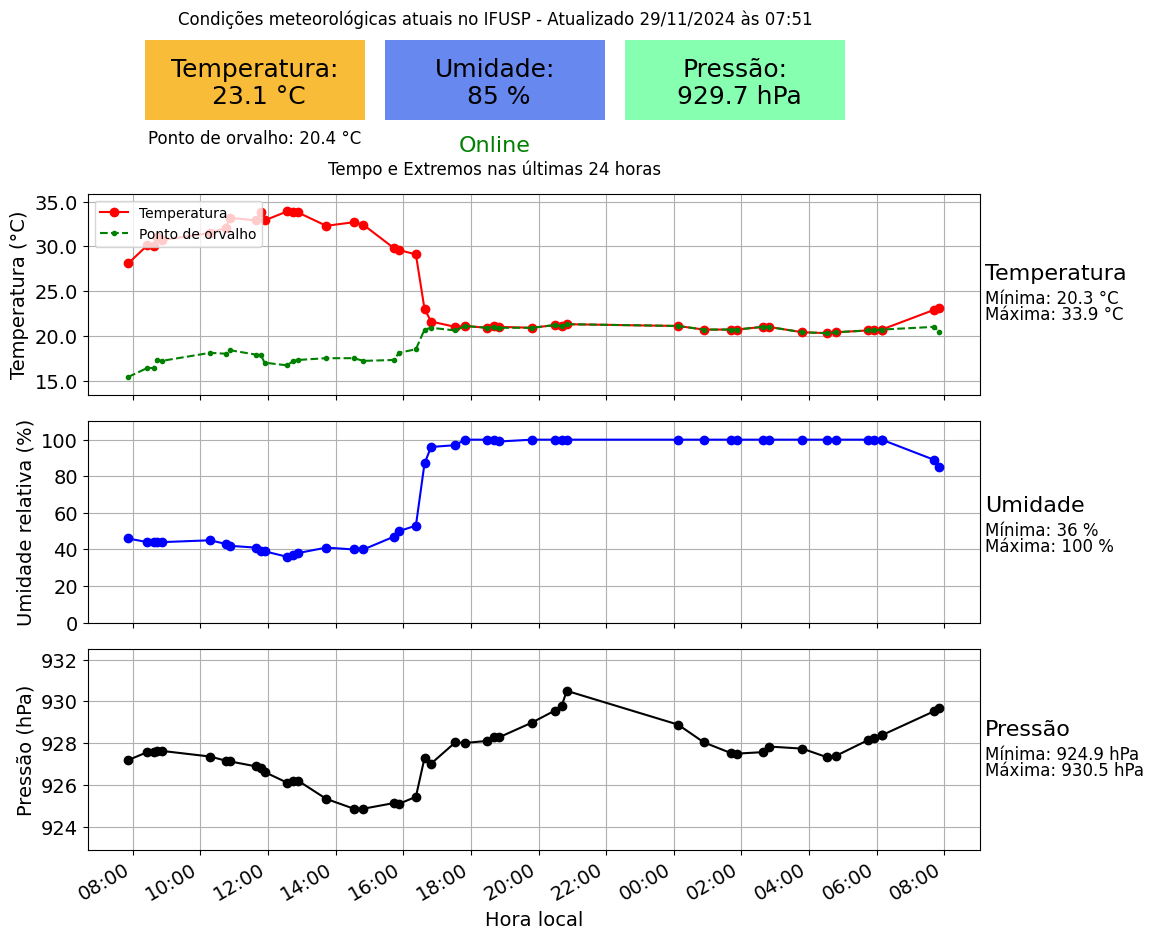 Condições meteorológicas atuais no IFUSP - Atualizado 29/11/2024 às 07:51
Temperatura:
23.1 °C
Umidade:
85 %
Pressão:
929.7 hPa
Ponto de orvalho: 20.4 °C
Online
Tempo e Extremos nas últimas 24 horas
Temperatura (°C)
35.0
30.0
25.0
20.0
15.0
Temperatura
Ponto de orvalho
Temperatura
Mínima: 20.3 °C
Máxima: 33.9 °C
Umidade relativa (%)
100
80
60
40
20
0
Umidade
Mínima: 36 %
Máxima: 100 %
Pressão (hPa)
932
930
928
926
924
Pressão
Mínima: 924.9 hPa
Máxima: 930.5 hPa
08:00
10:00
12:00
14:00
16:00
18:00
20:00
22:00
00:00
02:00
04:00
06:00
08:00
Hora local